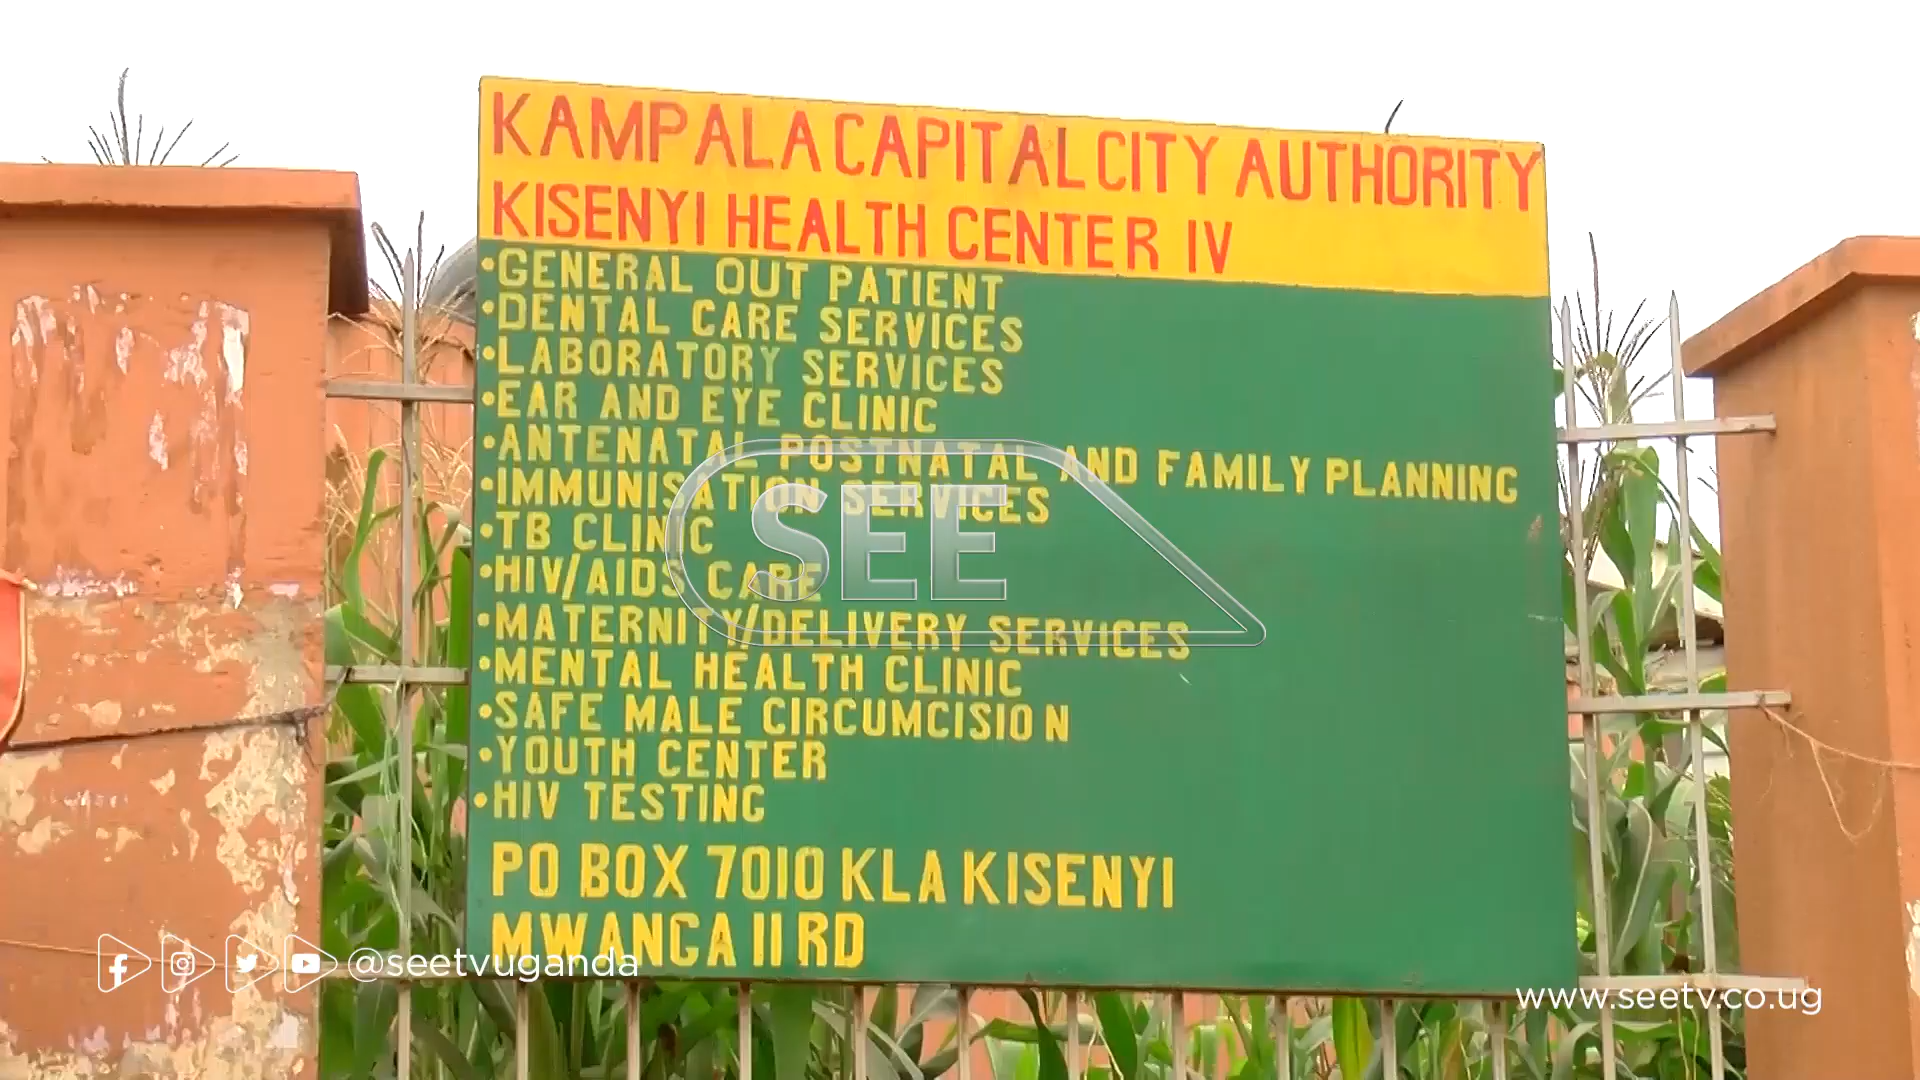 KAMPALA CAPITAL CITY AUTHORITY
KISENYI HEALTH CENTER IV
•GENERAL OUT PATIENT
•DENTAL CARE SERVICES
•LABORATORY SERVICES
•EAR AND EYE CLINIC
•ANTENATAL POSTNATAL AND FAMILY PLANNING
•IMMUNISATION SERVICES
•TB CLINIC
•HIV/AIDS CARE
•MATERNITY/DELIVERY SERVICES
•MENTAL HEALTH CLINIC
•SAFE MALE CIRCUMCISION
•YOUTH CENTER
•HIV TESTING
PO BOX 7010 KLA KISENYI
MWANGA II RD
SEE
@seetvuganda
www.seetv.co.ug